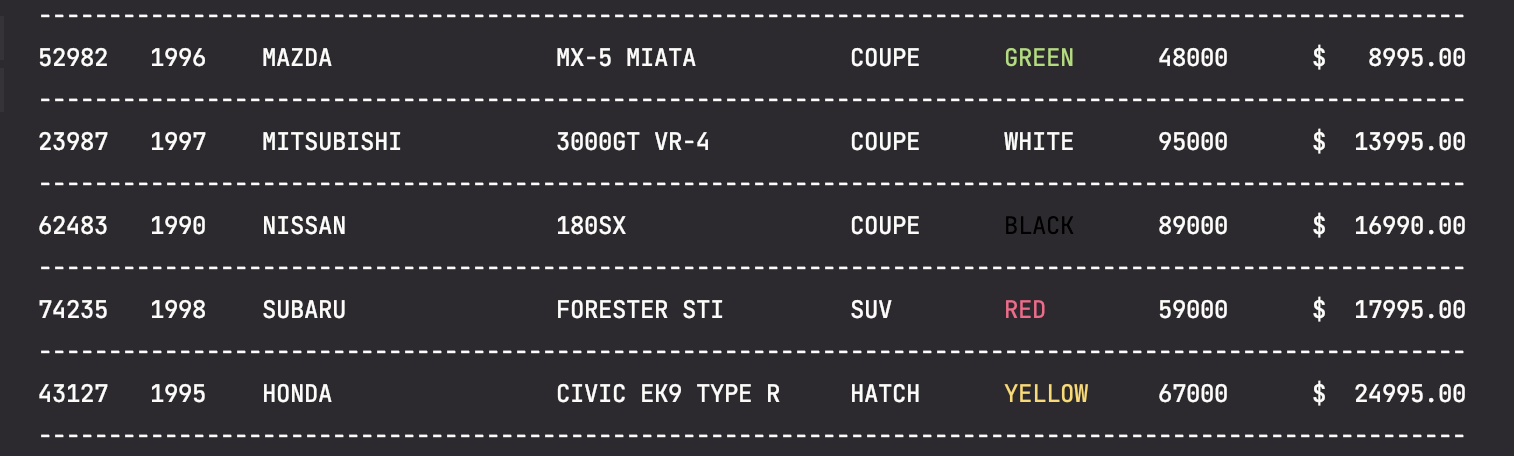 ------------------------------------------------------------------------------------------------------
52982   1996    MAZDA                MX-5 MIATA           COUPE      GREEN      48000      $   8995.00
------------------------------------------------------------------------------------------------------
23987   1997    MITSUBISHI           3000GT VR-4          COUPE      WHITE      95000      $  13995.00
------------------------------------------------------------------------------------------------------
62483   1990    NISSAN               180SX                COUPE      BLACK      89000      $  16990.00
------------------------------------------------------------------------------------------------------
74235   1998    SUBARU               FORESTER STI         SUV        RED        59000      $  17995.00
------------------------------------------------------------------------------------------------------
43127   1995    HONDA                CIVIC EK9 TYPE R     HATCH      YELLOW     67000      $  24995.00
------------------------------------------------------------------------------------------------------